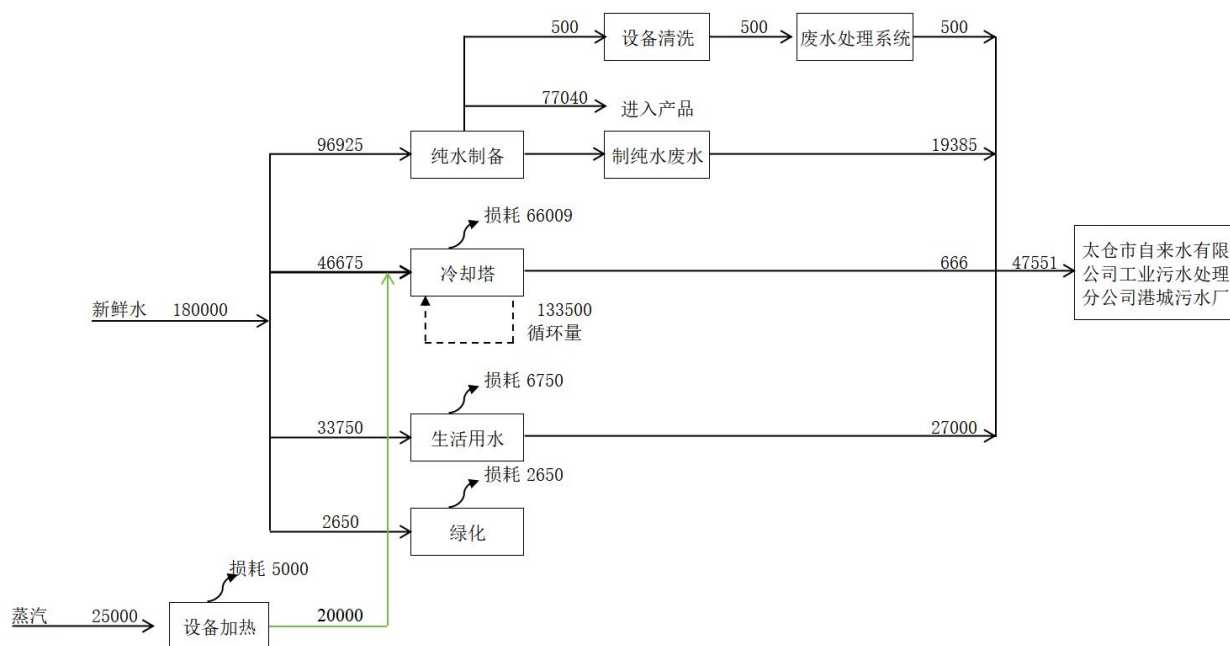 500
设备清洗
500
废水处理系统
500
77040
进入产品
96925
纯水制备
制纯水废水
19385
损耗 66009
46675
冷却塔
666
47551
太仓市自来水有限
公司工业污水处理
分公司港城污水厂
新鲜水
180000
133500
循环量
损耗 6750
33750
生活用水
27000
损耗 2650
2650
绿化
损耗 5000
蒸汽
25000
设备加热
20000